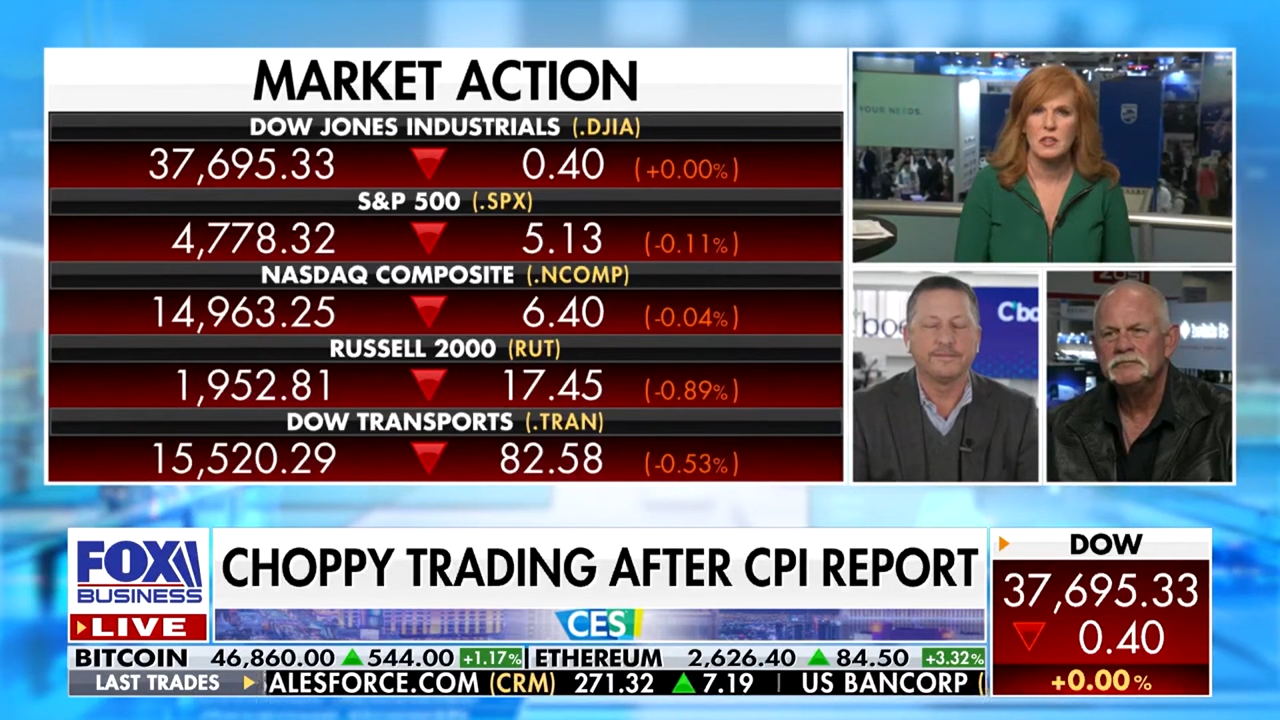 MARKET ACTION
DOW JONES INDUSTRIALS (.DJIA)
37,695.33 ▼ 0.40 (+0.00%)
S&P 500 (.SPX)
4,778.32 ▼ 5.13 (-0.11%)
NASDAQ COMPOSITE (.NCOMP)
14,963.25 ▼ 6.40 (-0.04%)
RUSSELL 2000 (RUT)
1,952.81 ▼ 17.45 (-0.89%)
DOW TRANSPORTS (.TRAN)
15,520.29 ▼ 82.58 (-0.53%)
YOUR NEEDS.
PHILIPS
Cboe
Cbo
FOX
BUSINESS
LIVE
CHOPPY TRADING AFTER CPI REPORT
CES
DOW
37,695.33
▼ 0.40
+0.00%
BITCOIN 46,860.00 ▲ 544.00 +1.17% ETHEREUM 2,626.40 ▲ 84.50 +3.32%
LAST TRADES ALESFORCE.COM (CRM) 271.32 ▲ 7.19 | US BANCORP (